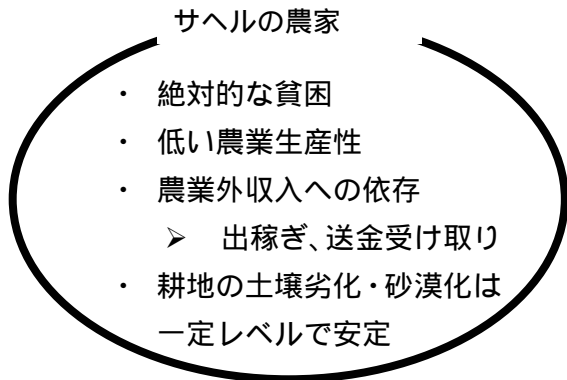 サヘルの農家
・ 絶対的な貧困
・ 低い農業生産性
・ 農業外収入への依存
➢ 出稼ぎ、送金受け取り
・ 耕地の土壌劣化・砂漠化は
一定レベルで安定